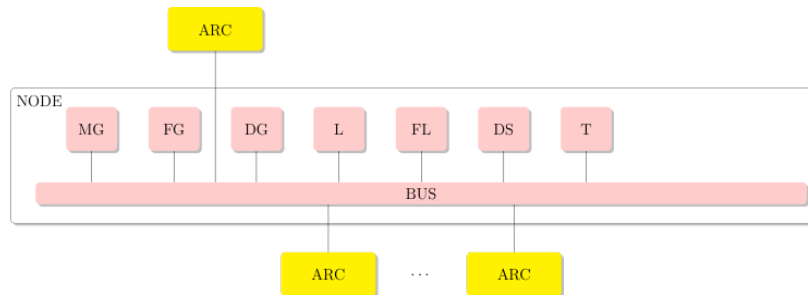 ARC
NODE
MG FG DG L FL DS T
BUS
ARC ... ARC